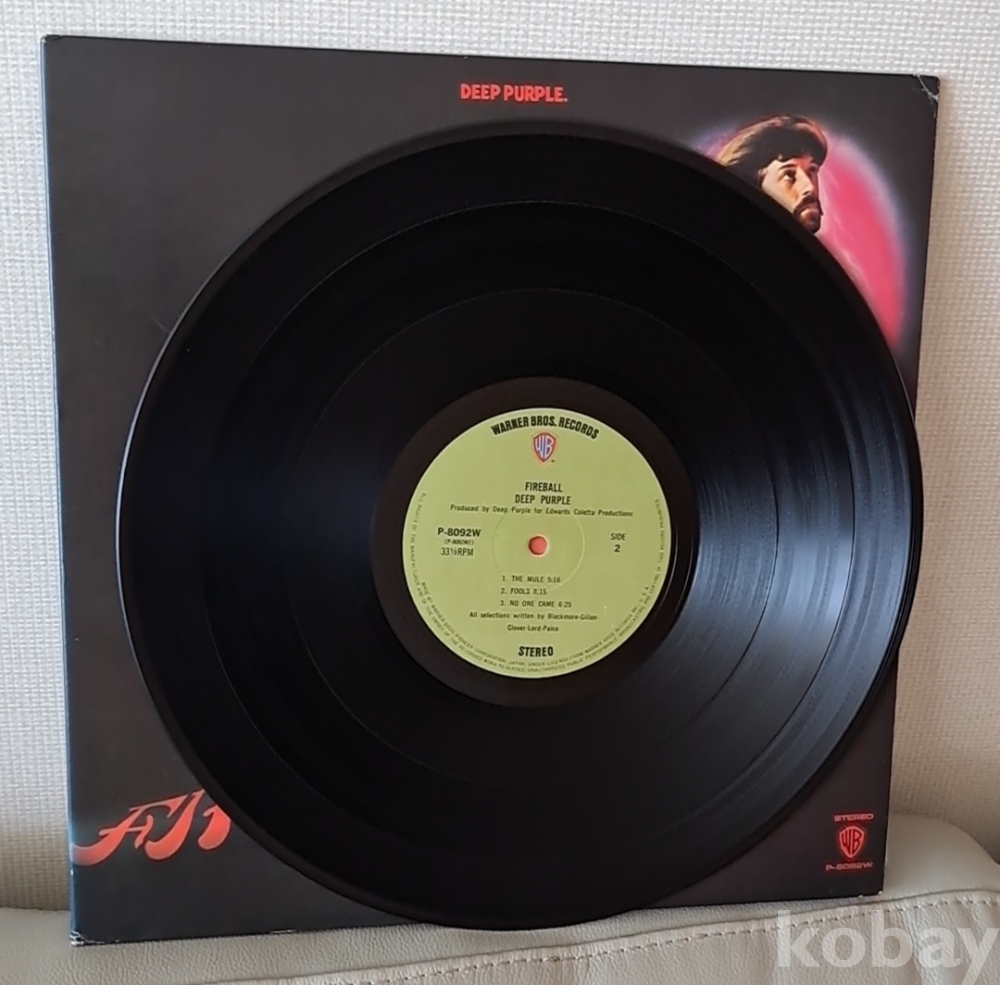 DEEP PURPLE.
WARNER BROS. RECORDS
WB
FIREBALL
DEEP PURPLE
Produced by Deep Purple for Edwards Coletta Productions
P-8092W
(P-8092W2)
33⅓RPM
SIDE
2
1. THE MULE 5:16
2. FOOLS 8:15
3. NO ONE CAME 6:25
All selections written by Blackmore-Gillan-
Glover-Lord-Paice
STEREO
STEREO
WB
P-8092W
kobay